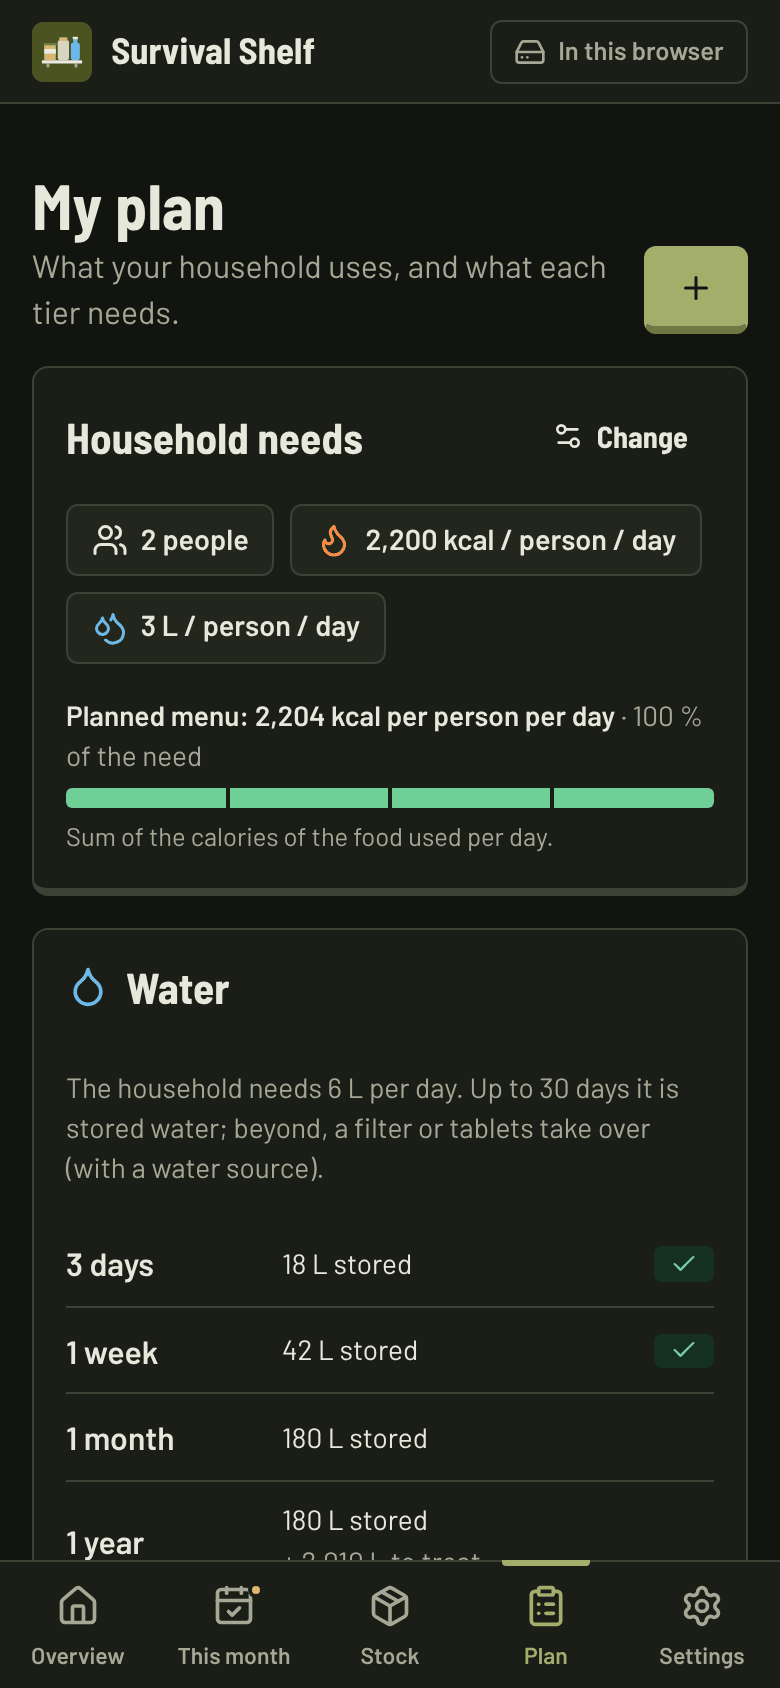 Survival Shelf
In this browser
My plan
What your household uses, and what each
tier needs.
Household needs
Change
2 people
2,200 kcal / person / day
3 L / person / day
Planned menu: 2,204 kcal per person per day · 100 %
of the need
Sum of the calories of the food used per day.
Water
The household needs 6 L per day. Up to 30 days it is
stored water; beyond, a filter or tablets take over
(with a water source).
3 days
18 L stored
1 week
42 L stored
1 month
180 L stored
1 year
180 L stored
Overview
This month
Stock
Plan
Settings